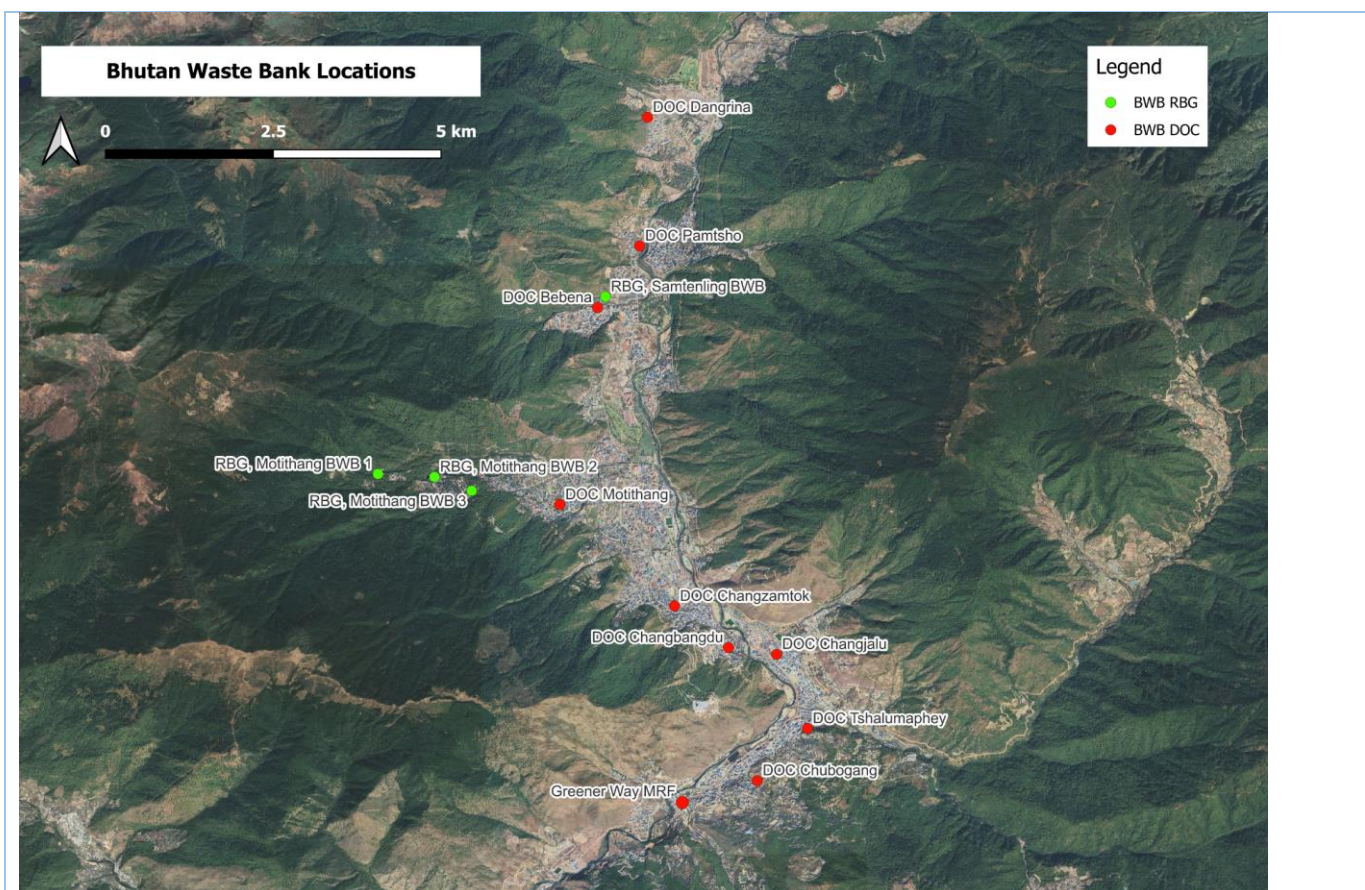 Bhutan Waste Bank Locations
0 2.5 5 km
Legend
BWB RBG
BWB DOC
DOC Dangrina
DOC Pamtsho
RBG, Samtenling BWB
DOC Bebena
RBG, Motithang BWB 1
RBG, Motithang BWB 2
RBG, Motithang BWB 3
DOC Motithang
DOC Changzamtok
DOC Changbangdu
DOC Changjalu
DOC Tshalumaphey
DOC Chubogang
Greener Way MRF